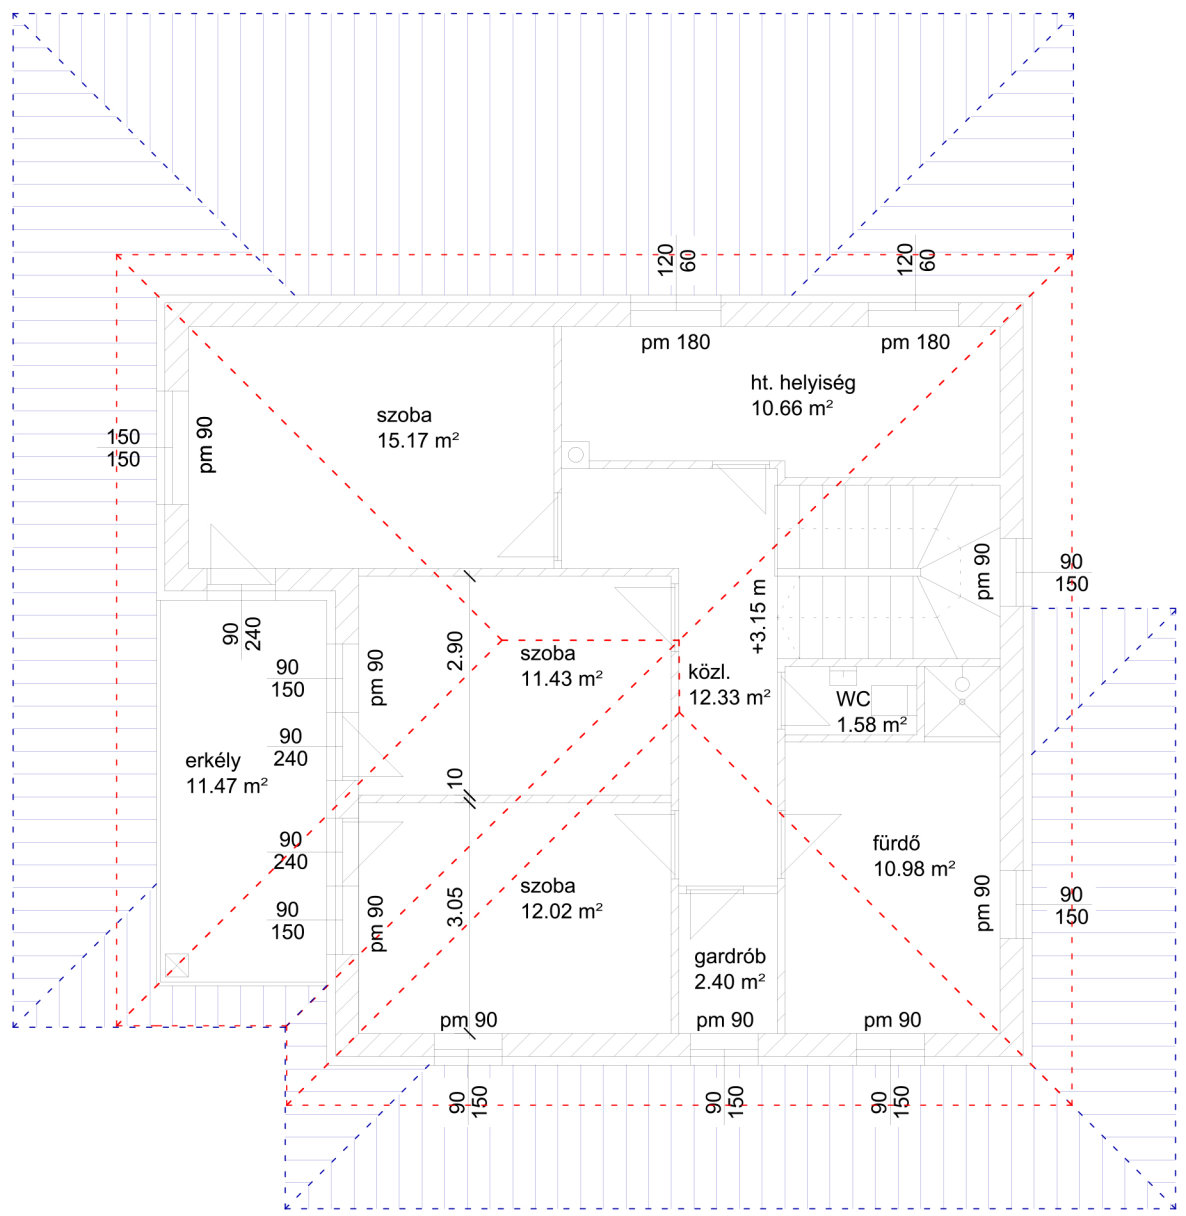 120
60
120
60
pm 180
pm 180
ht. helyiség
10.66 m²
szoba
15.17 m²
150
150
pm 90
pm 90
90
150
+3.15 m
90
240
2.90
szoba
11.43 m²
90
150
pm 90
közl.
12.33 m²
WC
1.58 m²
90
240
erkély
11.47 m²
10
90
240
fürdő
10.98 m²
szoba
12.02 m²
3.05
90
150
pm 90
pm 90
90
150
gardrób
2.40 m²
pm 90
pm 90
pm 90
90
150
90
150
90
150